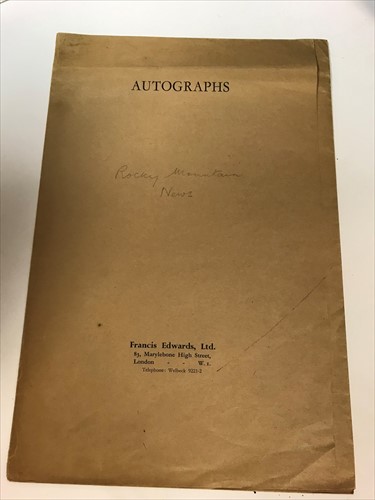 AUTOGRAPHS
Rocky Mountain
News
Francis Edwards, Ltd.
83, Marylebone High Street,
London - - W. 1.
Telephone: Welbeck 9221-2